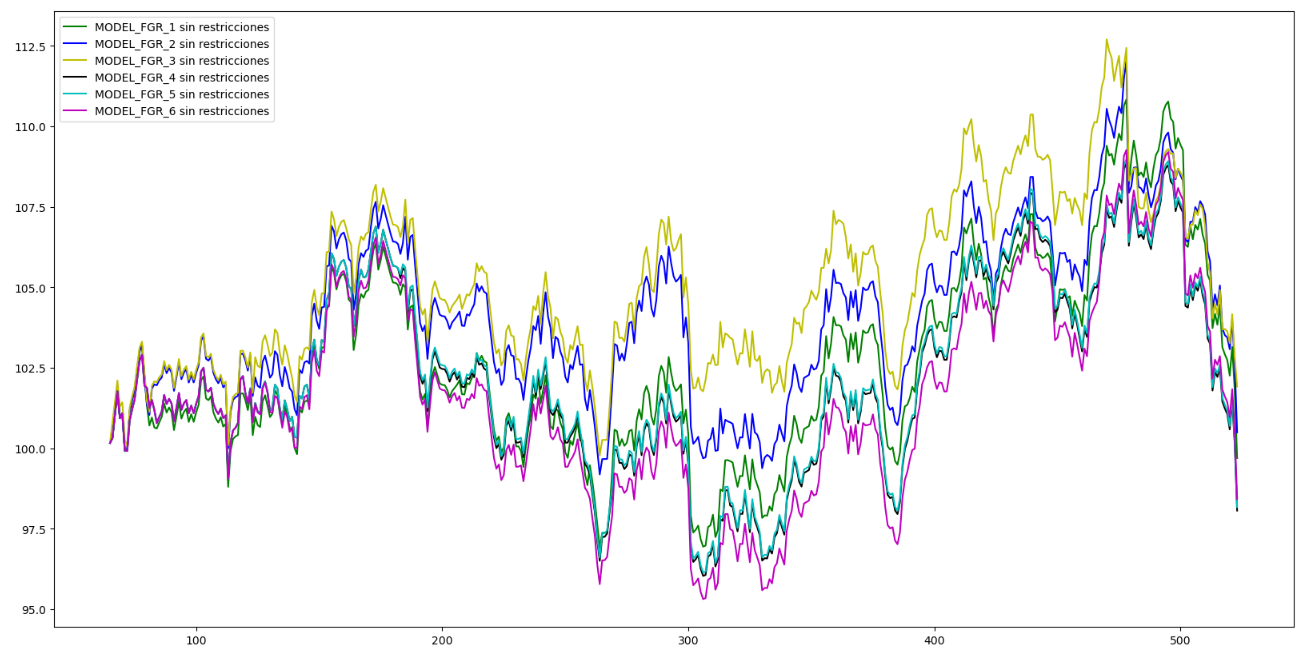 MODEL_FGR_1 sin restricciones
MODEL_FGR_2 sin restricciones
MODEL_FGR_3 sin restricciones
MODEL_FGR_4 sin restricciones
MODEL_FGR_5 sin restricciones
MODEL_FGR_6 sin restricciones
112.5
110.0
107.5
105.0
102.5
100.0
97.5
95.0
100 200 300 400 500